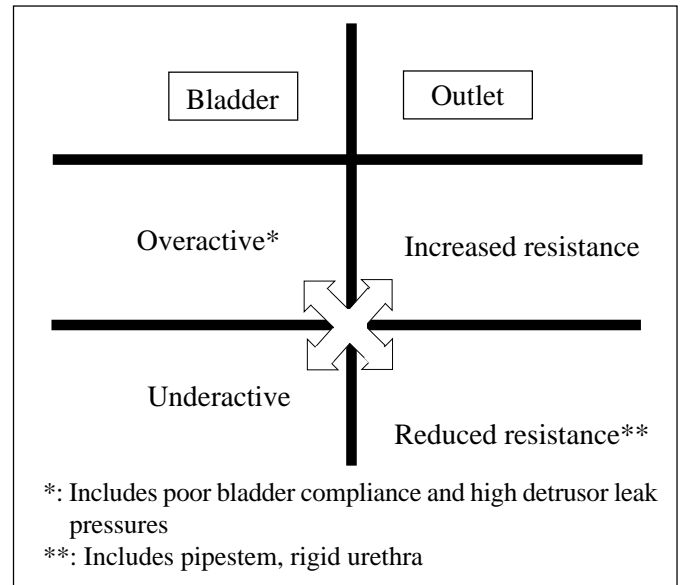 Bladder
Outlet
Overactive*
Increased resistance
Underactive
Reduced resistance**
*: Includes poor bladder compliance and high detrusor leak
pressures
**: Includes pipestem, rigid urethra